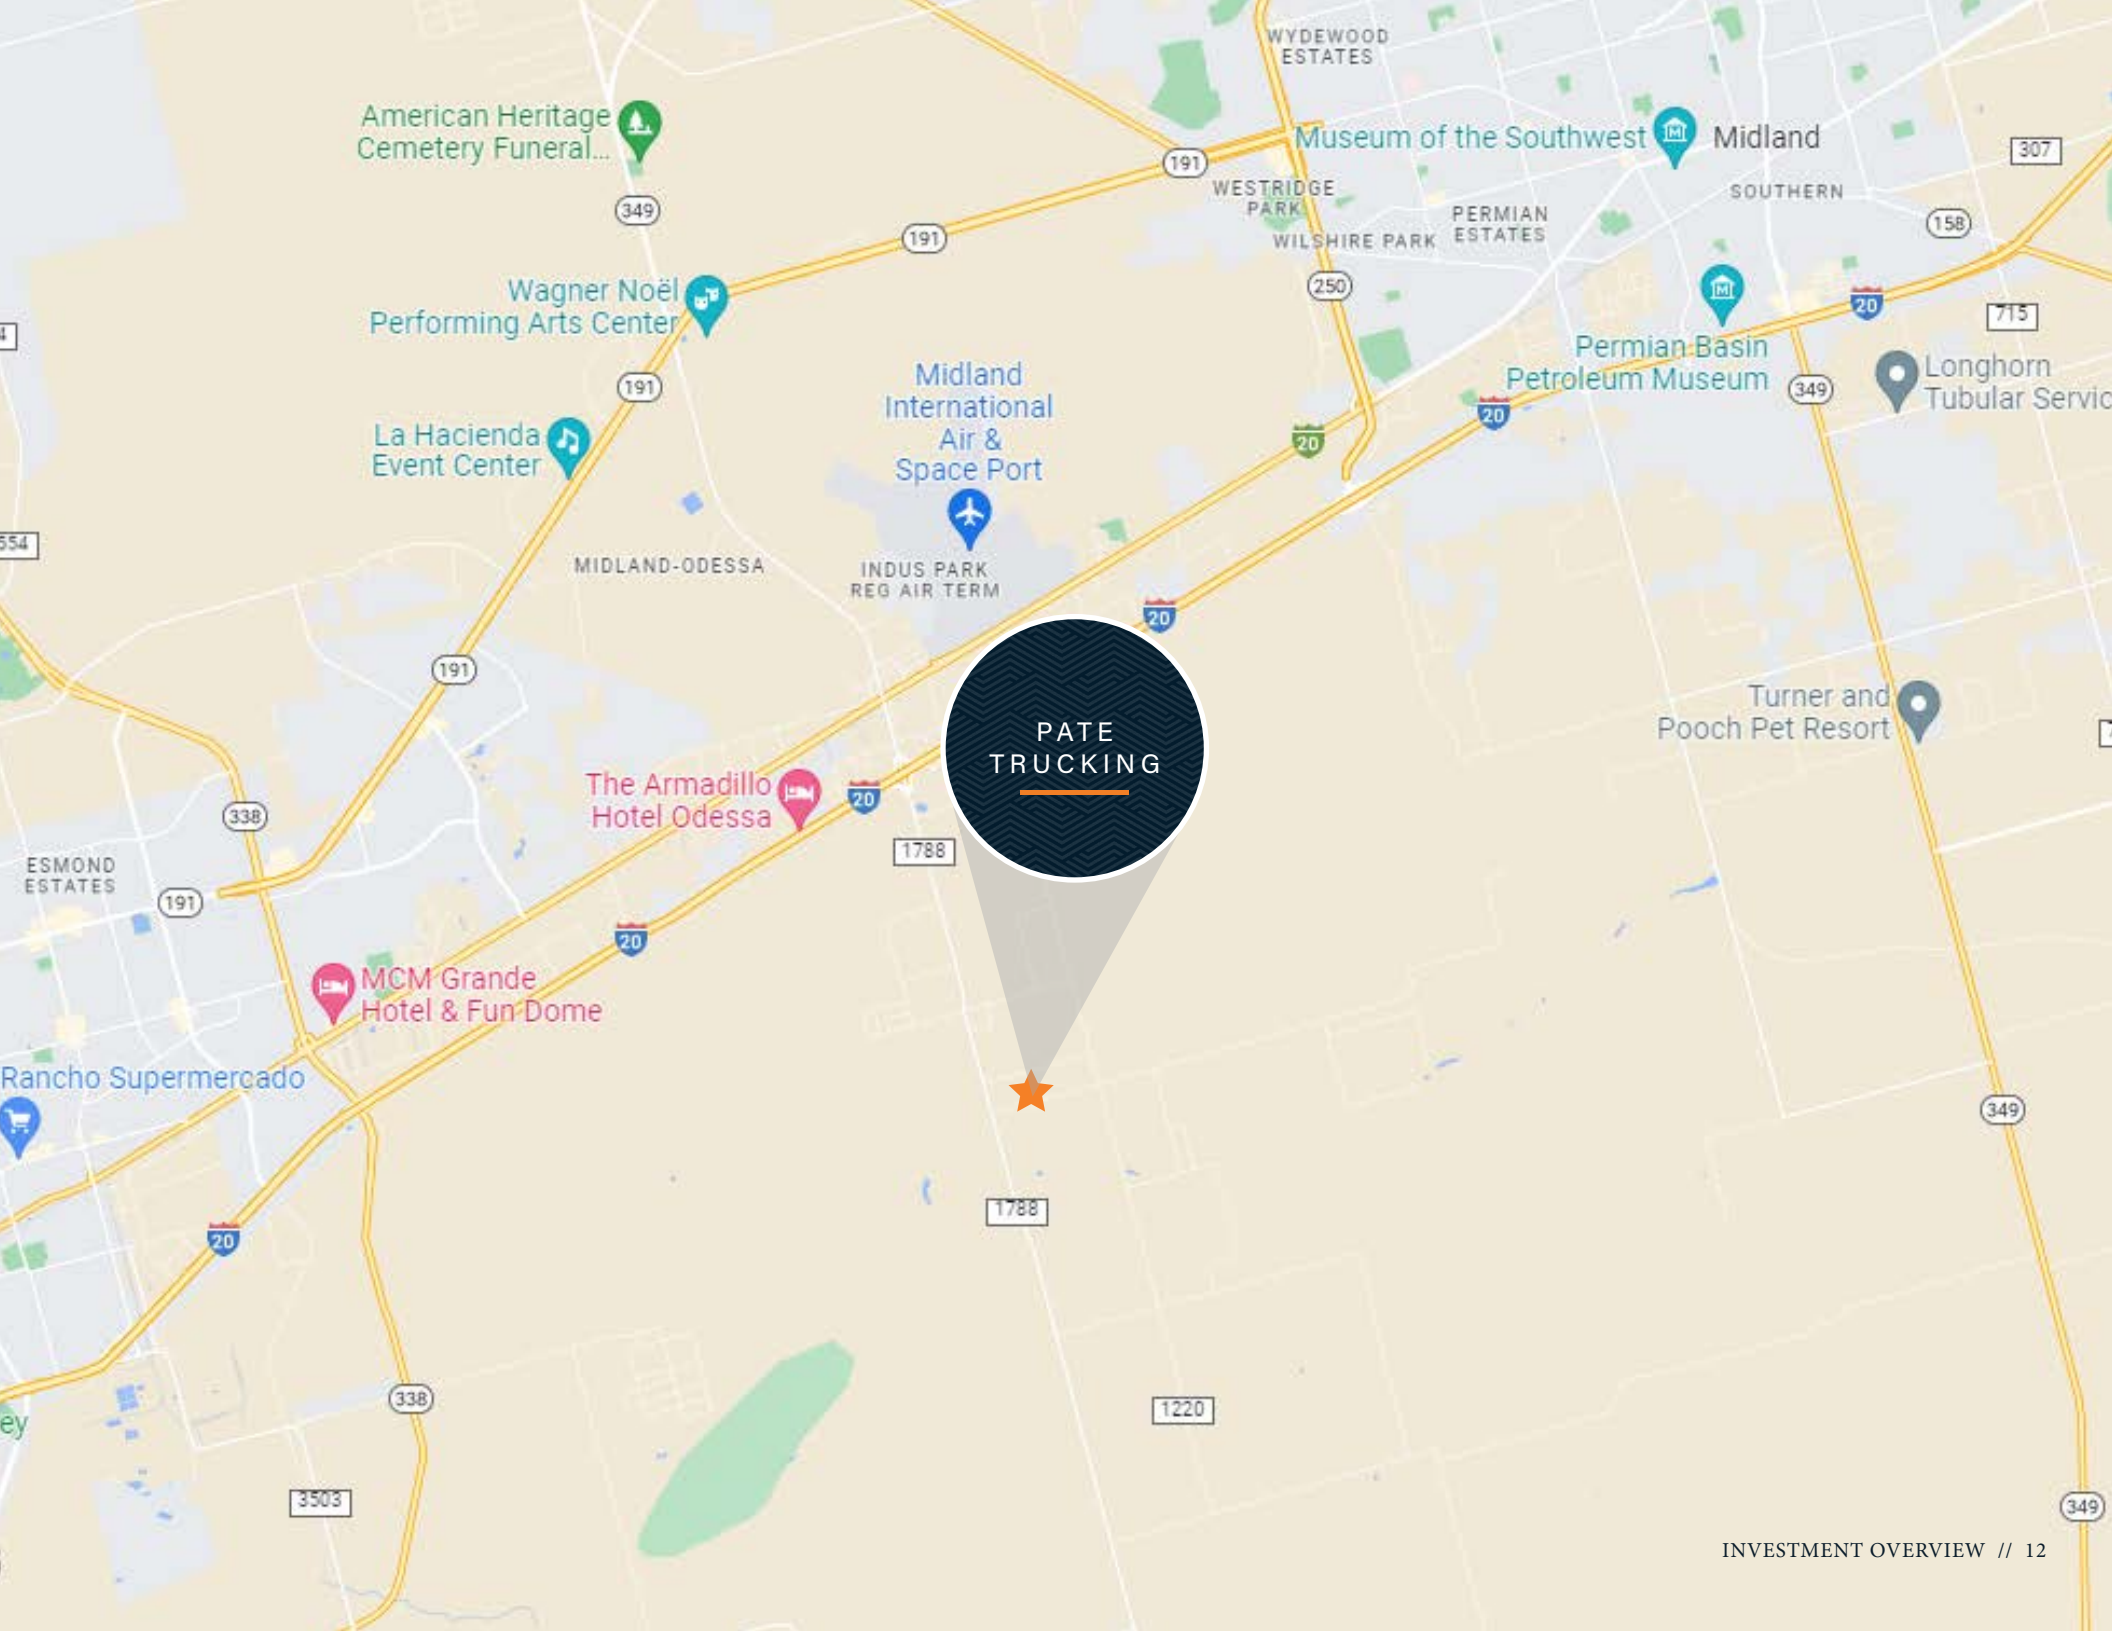 WYDEWOOD
ESTATES
American Heritage
Cemetery Funeral...
349
Museum of the Southwest
Midland
307
191
WESTRIDGE
PARK
PERMIAN
ESTATES
SOUTHERN
158
191
WILSHIRE PARK
250
Wagner Noël
Performing Arts Center
20
715
4
Permian Basin
Petroleum Museum
Longhorn
Tubular Servic
349
191
Midland
International
Air &
Space Port
20
20
La Hacienda
Event Center
554
MIDLAND-ODESSA
INDUS PARK
REG AIR TERM
20
191
PATE
TRUCKING
Turner and
Pooch Pet Resort
The Armadillo
Hotel Odessa
20
338
1788
ESMOND
ESTATES
191
20
MCM Grande
Hotel & Fun Dome
Rancho Supermercado
349
1788
20
338
1220
ey
3503
349
INVESTMENT OVERVIEW // 12